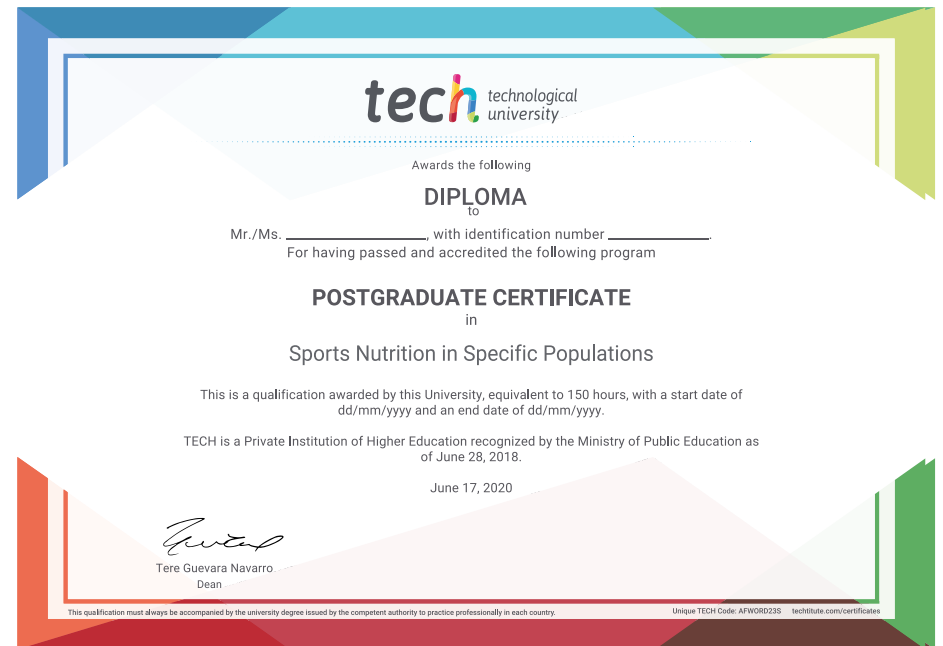 tech technological
university
Awards the following
DIPLOMA
to
Mr./Ms. ____________________, with identification number ______________.
For having passed and accredited the following program
POSTGRADUATE CERTIFICATE
in
Sports Nutrition in Specific Populations
This is a qualification awarded by this University, equivalent to 150 hours, with a start date of
dd/mm/yyyy and an end date of dd/mm/yyyy.
TECH is a Private Institution of Higher Education recognized by the Ministry of Public Education as
of June 28, 2018.
June 17, 2020
Tere Guevara Navarro
Dean
This qualification must always be accompanied by the university degree issued by the competent authority to practice professionally in each country.
Unique TECH Code: AFWORD23S techtitute.com/certificates